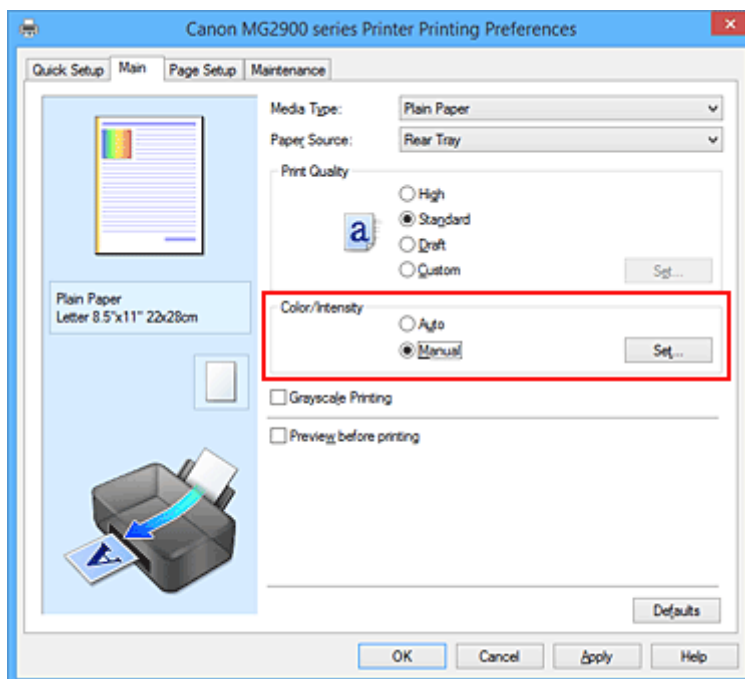 Canon MG2900 series Printer Printing Preferences
Quick Setup Main Page Setup Maintenance
Media Type: Plain Paper
Paper Source: Rear Tray
Print Quality
High
a Standard
Draft
Custom Set...
Plain Paper
Letter 8.5"x11" 22x28cm
Color/Intensity
Auto
Manual Set...
Grayscale Printing
Preview before printing
A
Defaults
OK Cancel Apply Help